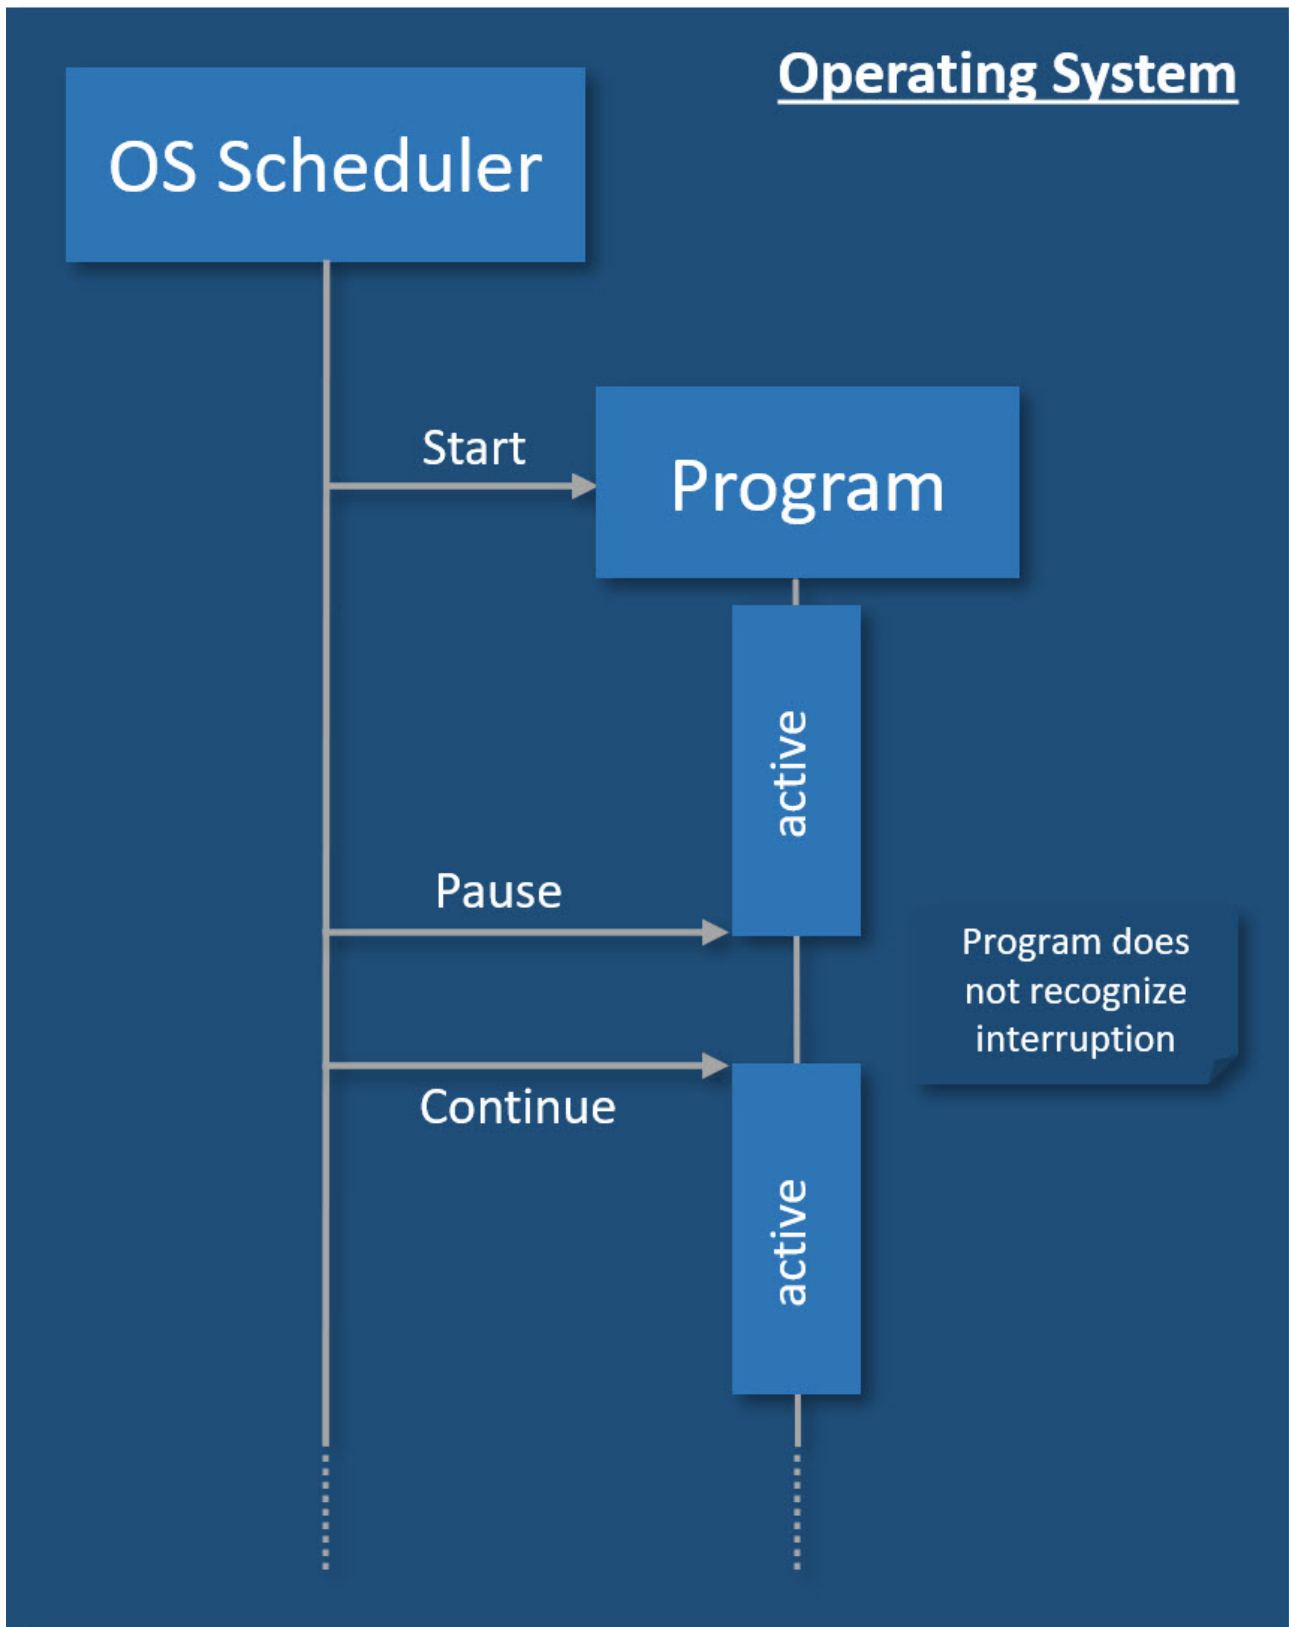 Operating System
OS Scheduler
Start
Program
active
Pause
Program does
not recognize
interruption
Continue
active